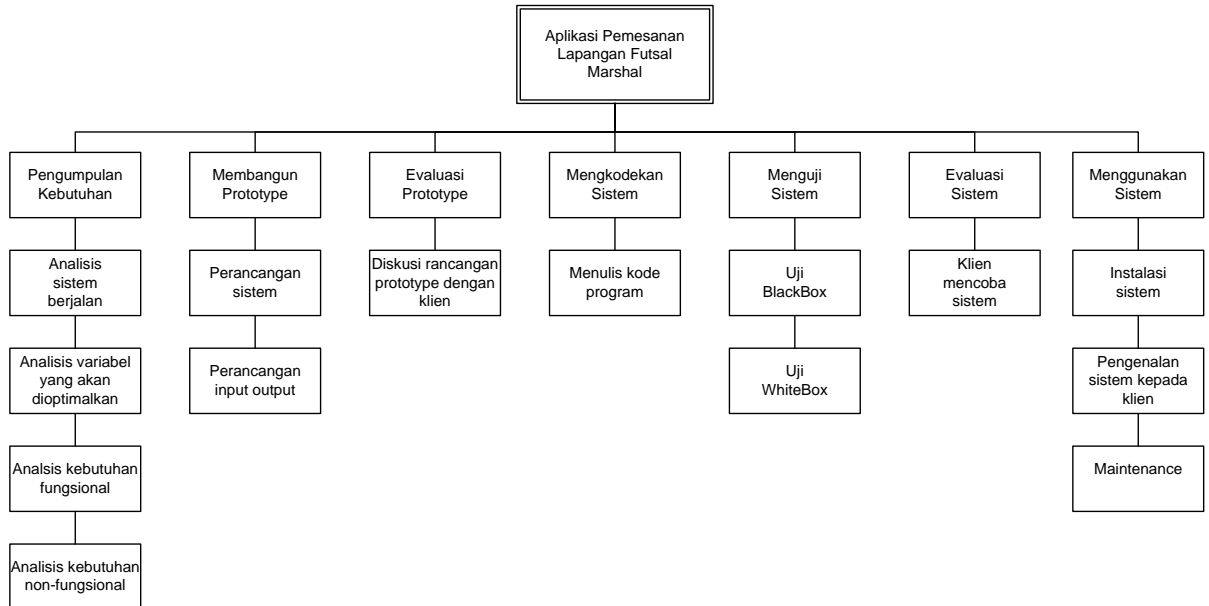 Aplikasi Pemesanan
Lapangan Futsal
Marshal
Pengumpulan
Kebutuhan
Membangun
Prototype
Evaluasi
Prototype
Mengkodekan
Sistem
Menguji
Sistem
Evaluasi
Sistem
Menggunakan
Sistem
Analisis
sistem
berjalan
Perancangan
sistem
Diskusi rancangan
prototype dengan
klien
Menulis kode
program
Uji
BlackBox
Klien
mencoba
sistem
Instalasi
sistem
Analisis variabel
yang akan
dioptimalkan
Perancangan
input output
Uji
WhiteBox
Pengenalan
sistem kepada
klien
Analsis kebutuhan
fungsional
Maintenance
Analisis kebutuhan
non-fungsional